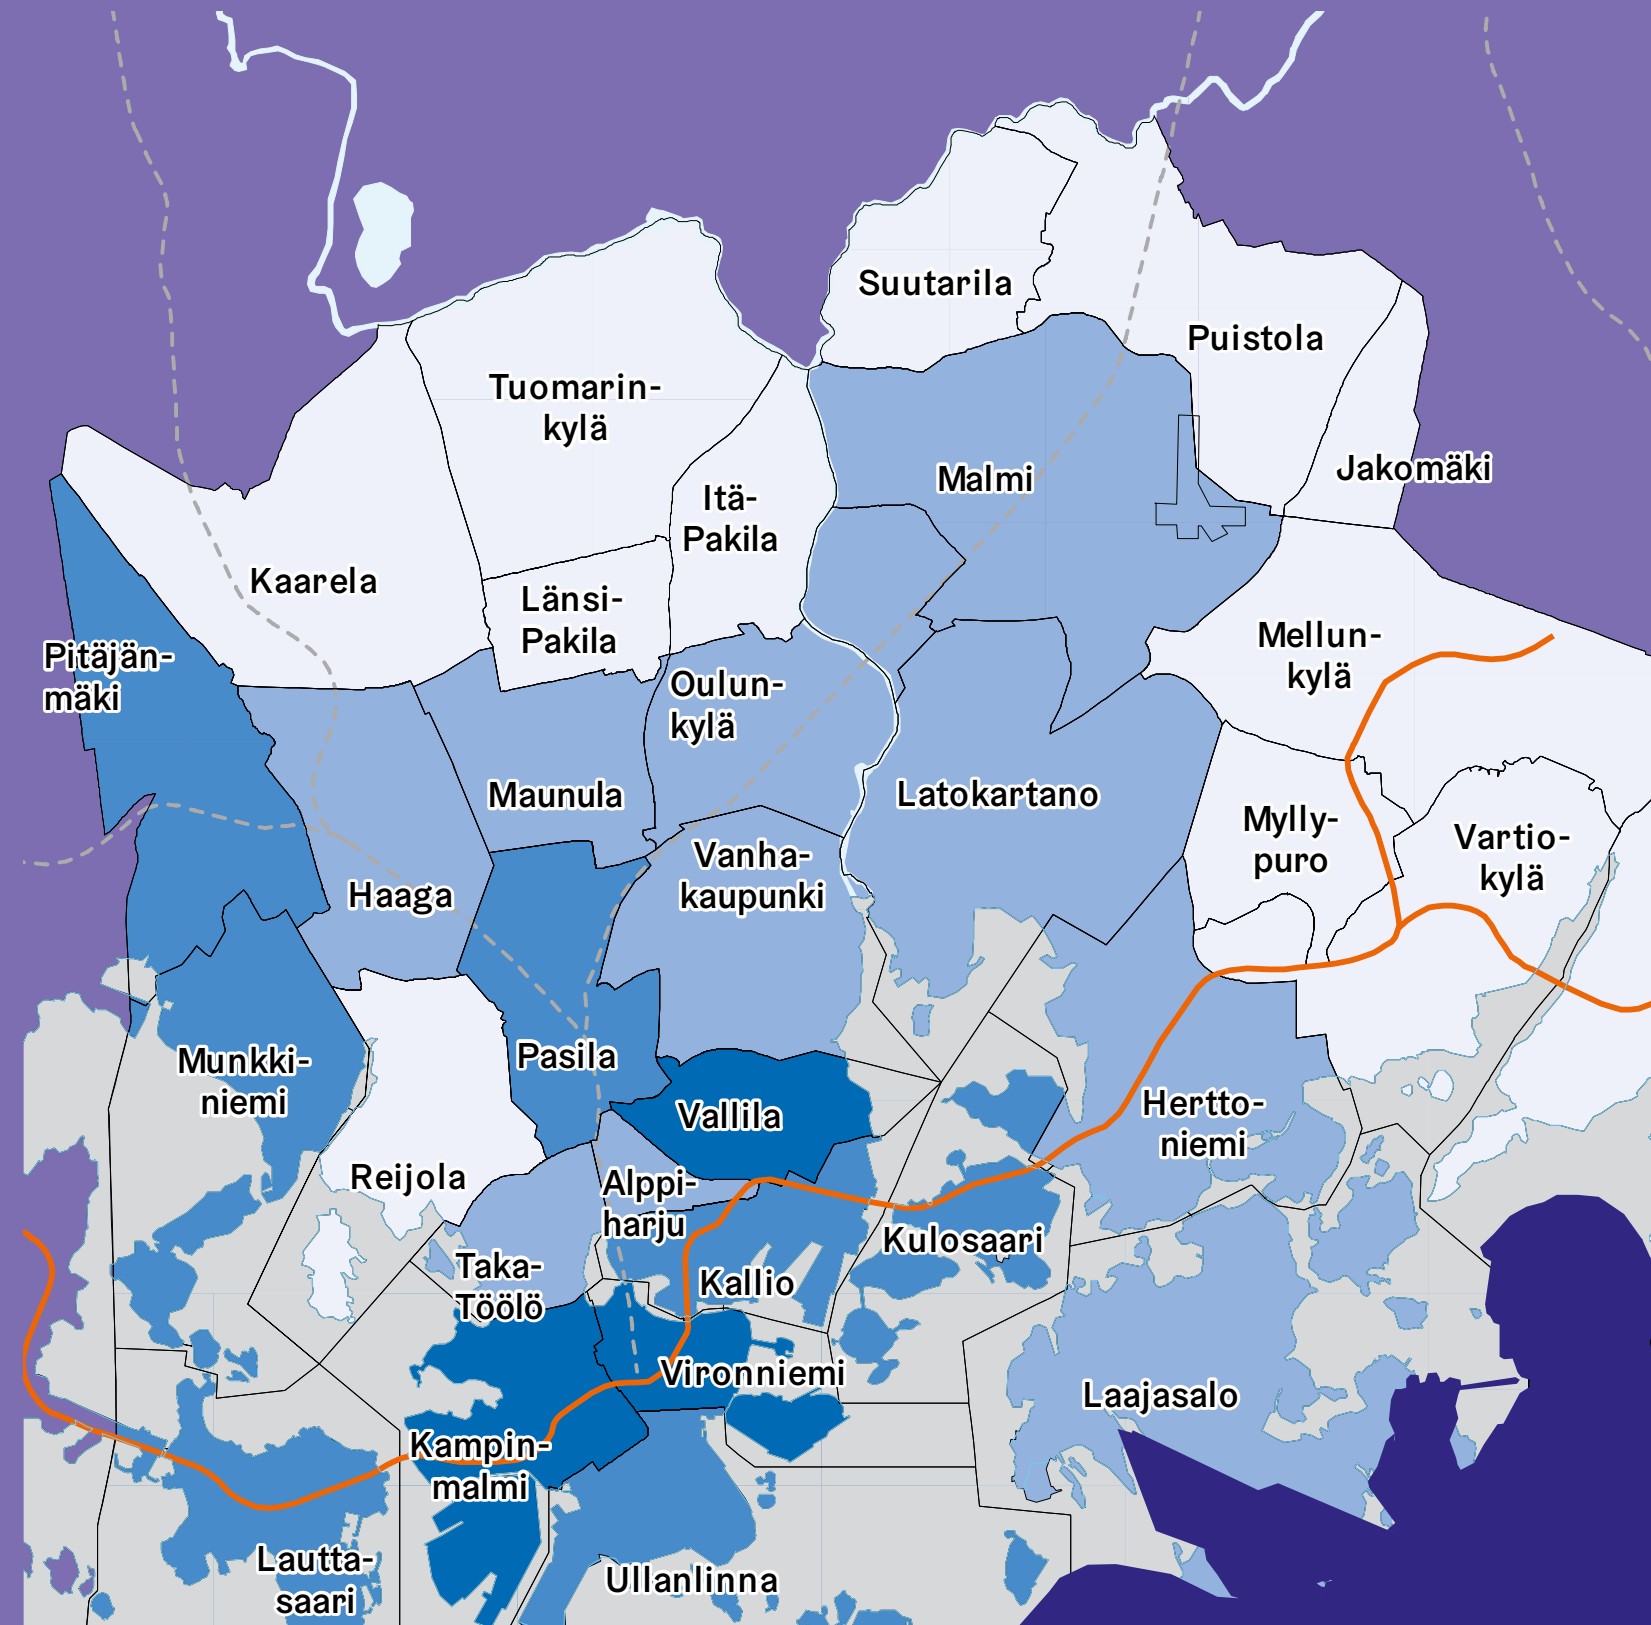 Suutarila
Puistola
Tuomarin-
kylä
Jakomäki
Malmi
Itä-
Pakila
Kaarela
Länsi-
Pakila
Pitäjän-
mäki
Mellun-
kylä
Oulun-
kylä
Maunula
Latokartano
Mylly-
puro
Vartio-
kylä
Vanha-
kaupunki
Haaga
Pasila
Munkki-
niemi
Vallila
Hertto-
niemi
Reijola
Alppi-
harju
Kulosaari
Taka-
Töölö
Kallio
Vironniemi
Laajasalo
Kampin-
malmi
Lautta-
saari
Ullanlinna